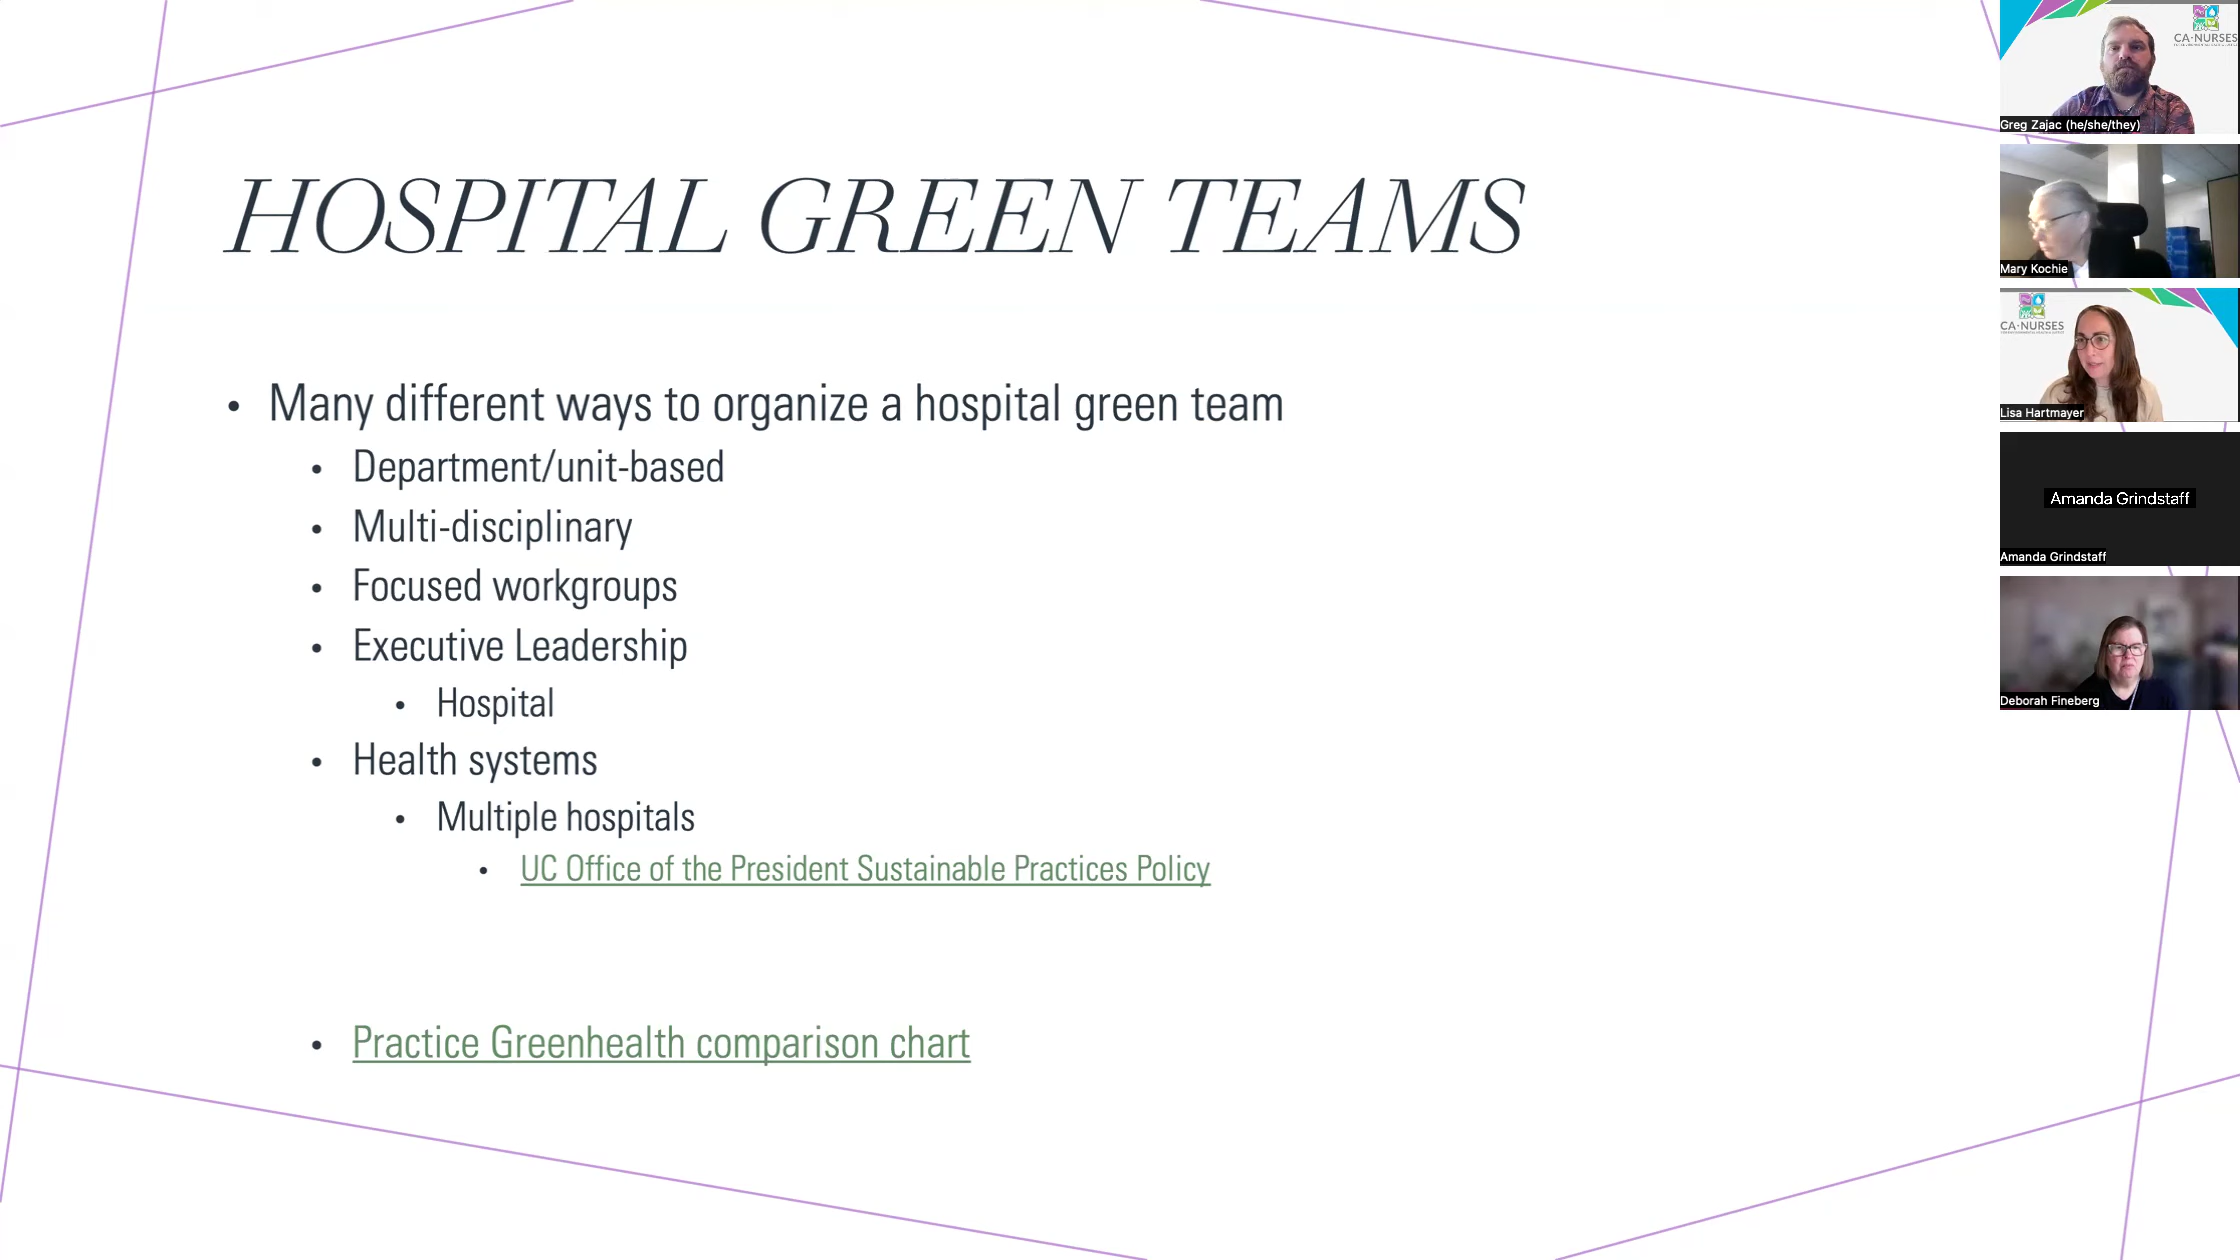 HOSPITAL GREEN TEAMS
• Many different ways to organize a hospital green team
• Department/unit-based
• Multi-disciplinary
• Focused workgroups
• Executive Leadership
• Hospital
• Health systems
• Multiple hospitals
• UC Office of the President Sustainable Practices Policy
• Practice Greenhealth comparison chart
CA·NURSES
Greg Zajac (he/she/they)
Mary Kochie
CA·NURSES
Lisa Hartmayer
Amanda Grindstaff
Amanda Grindstaff
Deborah Fineberg